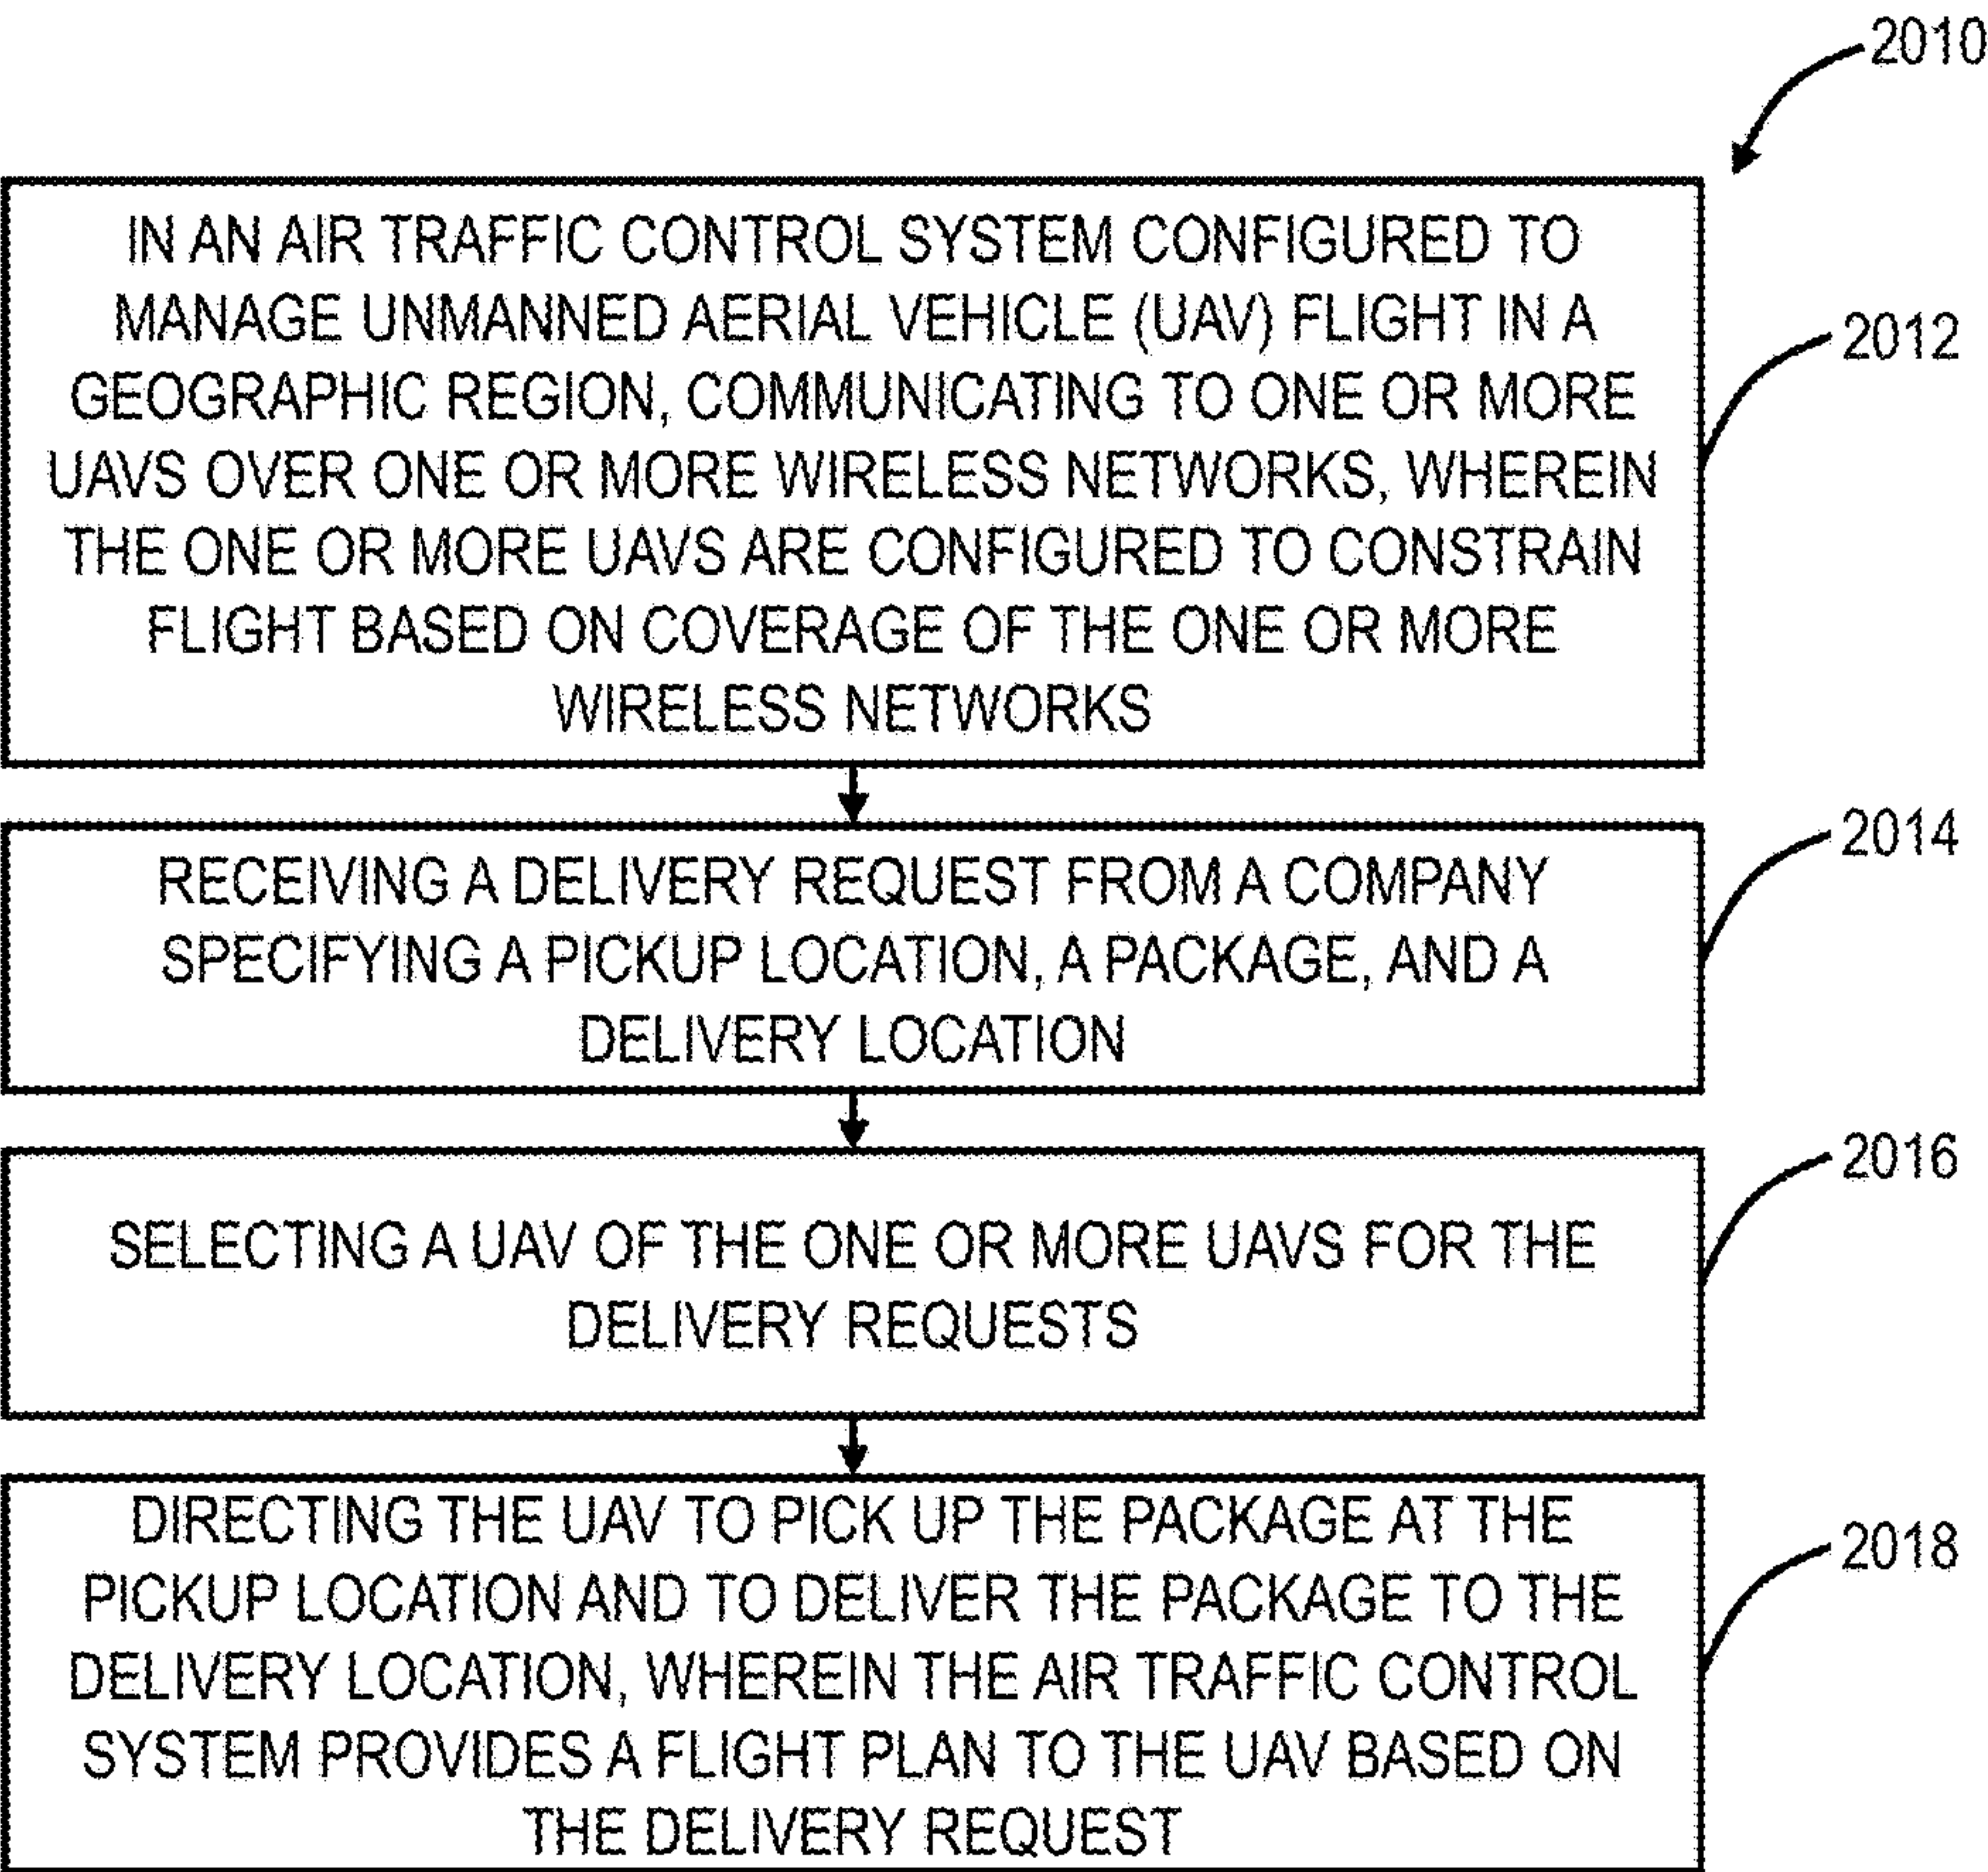 2010
IN AN AIR TRAFFIC CONTROL SYSTEM CONFIGURED TO
MANAGE UNMANNED AERIAL VEHICLE (UAV) FLIGHT IN A
GEOGRAPHIC REGION, COMMUNICATING TO ONE OR MORE
UAVS OVER ONE OR MORE WIRELESS NETWORKS, WHEREIN
THE ONE OR MORE UAVS ARE CONFIGURED TO CONSTRAIN
FLIGHT BASED ON COVERAGE OF THE ONE OR MORE
WIRELESS NETWORKS
2012
RECEIVING A DELIVERY REQUEST FROM A COMPANY
SPECIFYING A PICKUP LOCATION, A PACKAGE, AND A
DELIVERY LOCATION
2014
SELECTING A UAV OF THE ONE OR MORE UAVS FOR THE
DELIVERY REQUESTS
2016
DIRECTING THE UAV TO PICK UP THE PACKAGE AT THE
PICKUP LOCATION AND TO DELIVER THE PACKAGE TO THE
DELIVERY LOCATION, WHEREIN THE AIR TRAFFIC CONTROL
SYSTEM PROVIDES A FLIGHT PLAN TO THE UAV BASED ON
THE DELIVERY REQUEST
2018